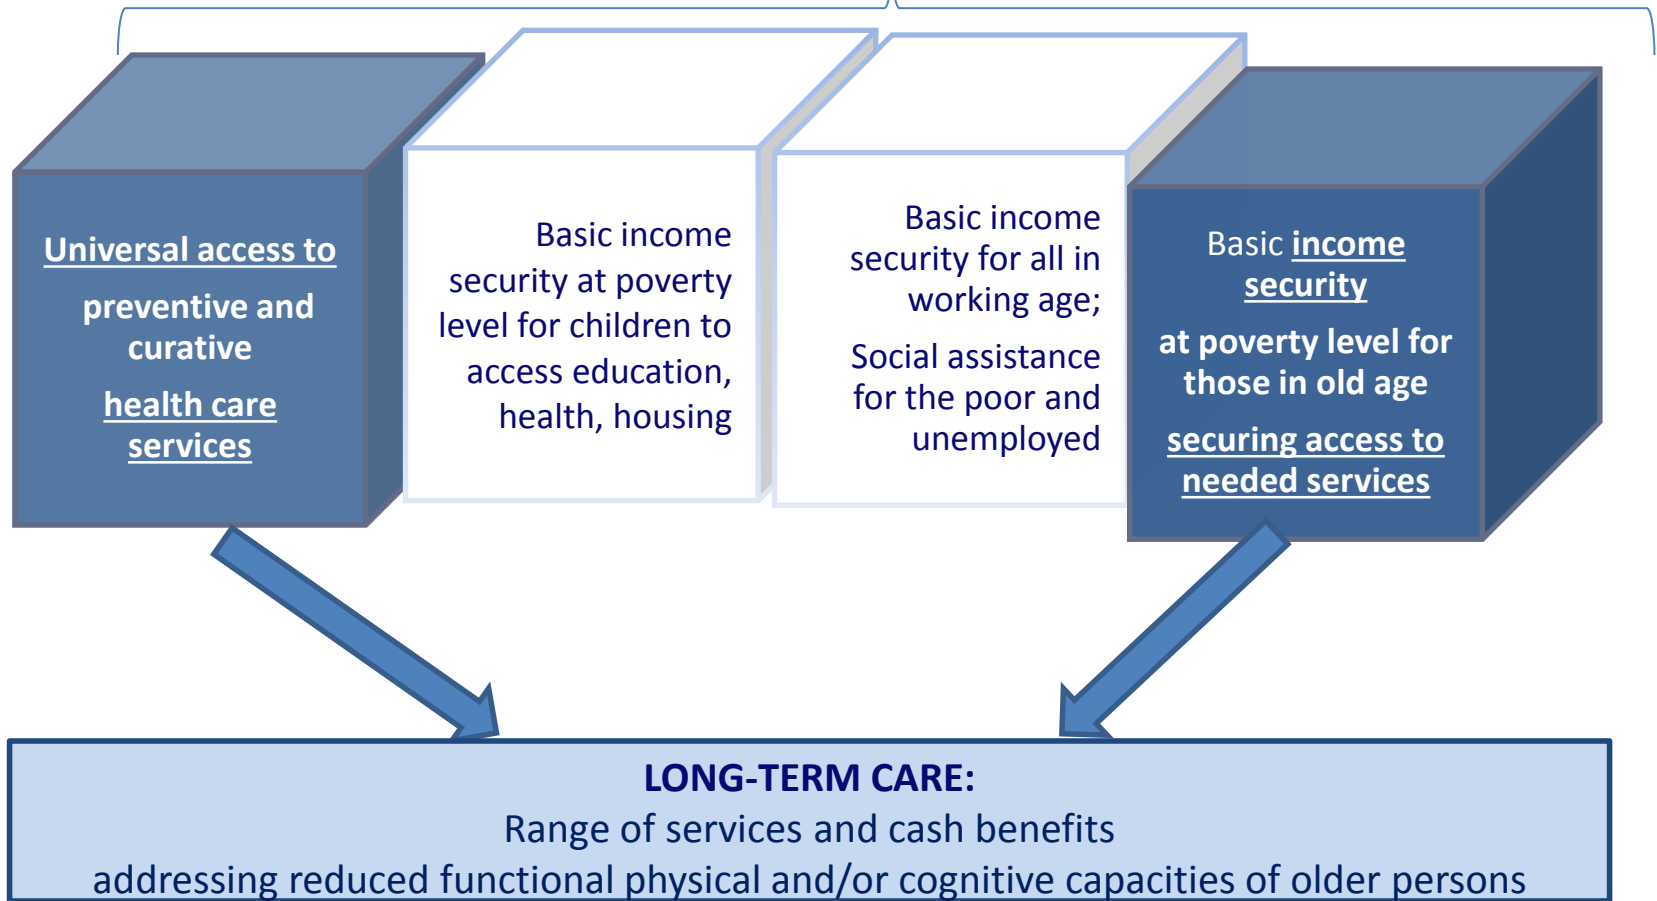 Universal access to
preventive and
curative
health care
services
Basic income
security at poverty
level for children to
access education,
health, housing
Basic income
security for all in
working age;
Social assistance
for the poor and
unemployed
Basic income
security
at poverty level for
those in old age
securing access to
needed services
LONG-TERM CARE:
Range of services and cash benefits
addressing reduced functional physical and/or cognitive capacities of older persons